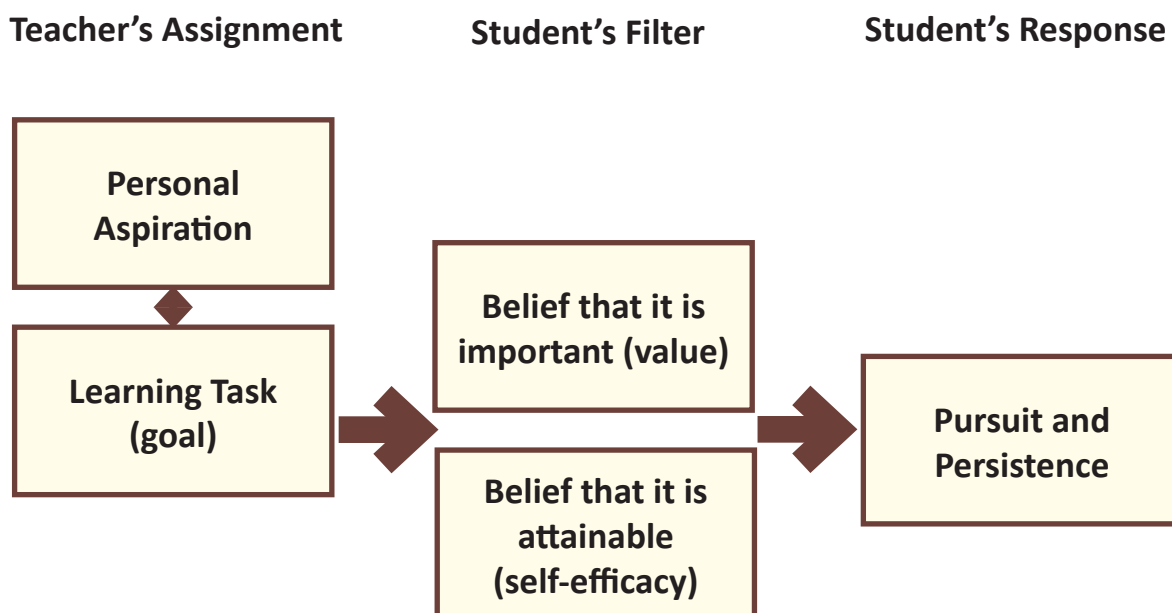 Teacher’s Assignment
Student’s Filter
Student’s Response
Personal
Aspiration
Learning Task
(goal)
Belief that it is
important (value)
Belief that it is
attainable
(self-efficacy)
Pursuit and
Persistence